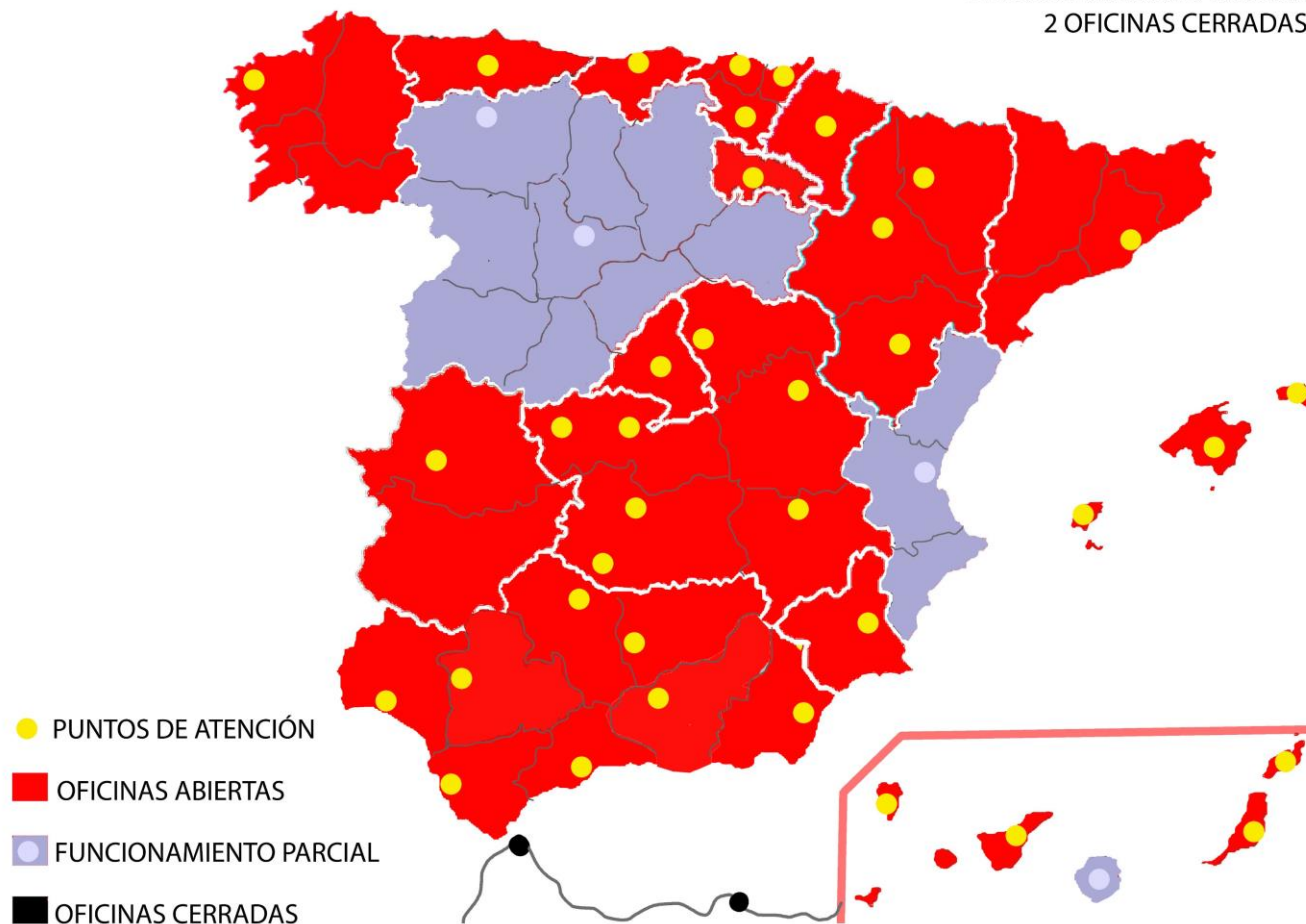 2 OFICINAS CERRADAS
PUNTOS DE ATENCIÓN
OFICINAS ABIERTAS
FUNCIONAMIENTO PARCIAL
OFICINAS CERRADAS